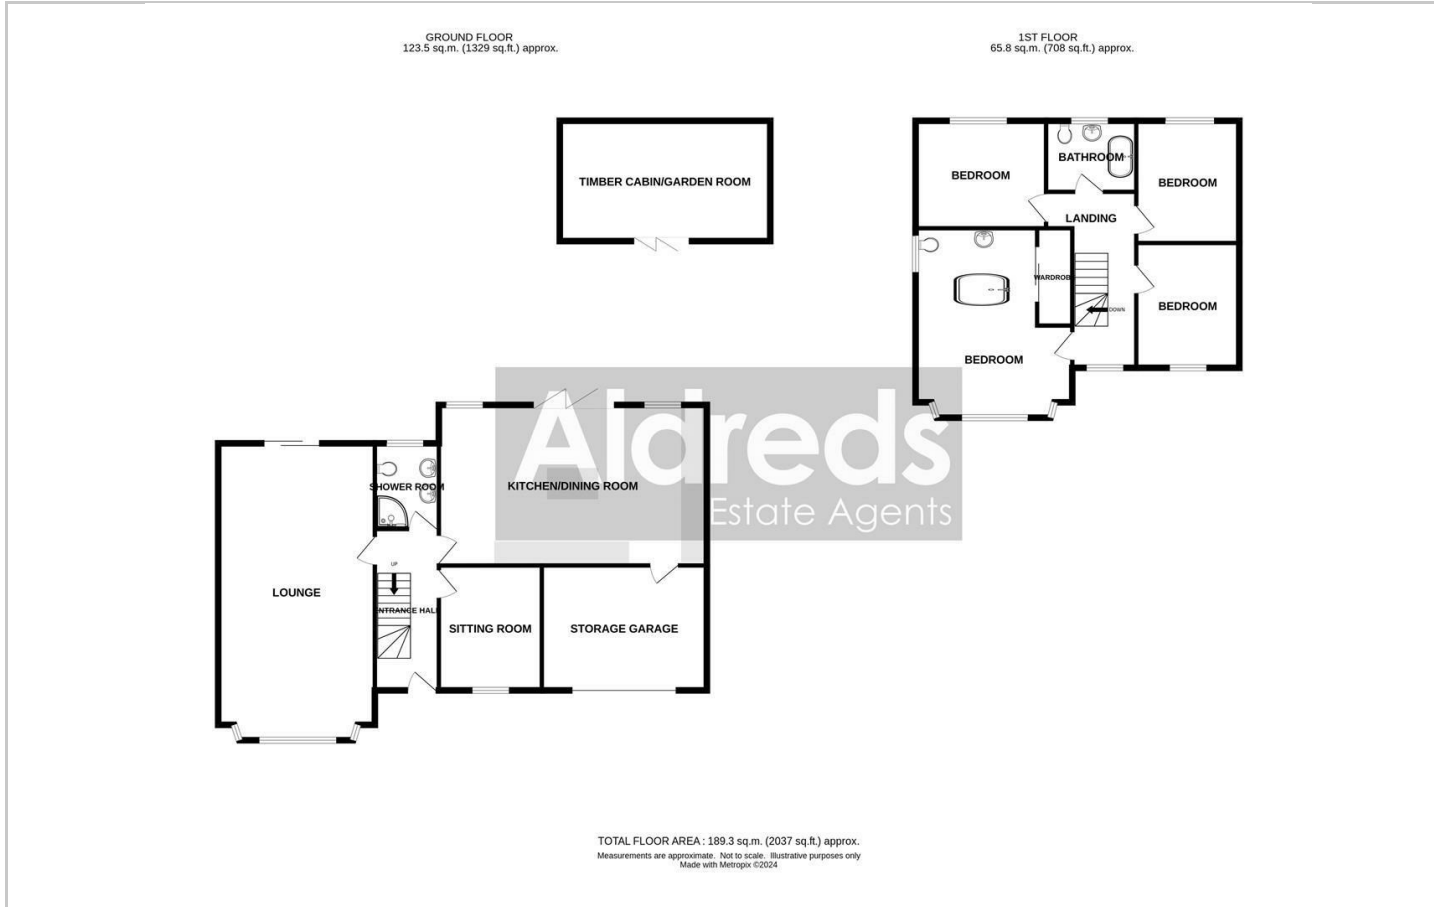 GROUND FLOOR
123.5 sq.m. (1329 sq.ft.) approx.
1ST FLOOR
65.8 sq.m. (708 sq.ft.) approx.
TIMBER CABIN/GARDEN ROOM
BEDROOM
BATHROOM
BEDROOM
LANDING
WARDROBE
DOWN
BEDROOM
BEDROOM
Aldreds
Estate Agents
SHOWER ROOM
KITCHEN/DINING ROOM
UP
LOUNGE
ENTRANCE HALL
SITTING ROOM
STORAGE GARAGE
TOTAL FLOOR AREA : 189.3 sq.m. (2037 sq.ft.) approx.
Measurements are approximate. Not to scale. Illustrative purposes only
Made with Metropix ©2024